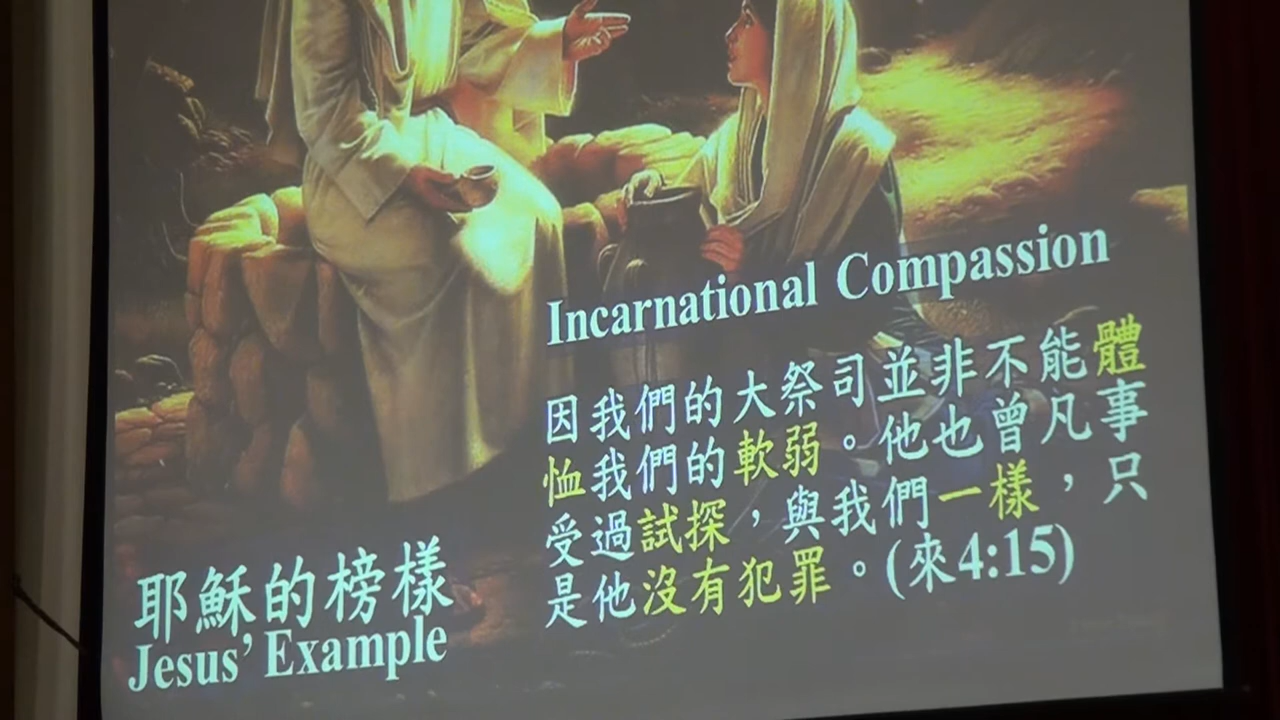 Incarnational Compassion
因我們的大祭司並非不能體
恤我們的軟弱。他也曾凡事
受過試探，與我們一樣，只
是他沒有犯罪。(來4:15)
耶穌的榜樣
Jesus’ Example